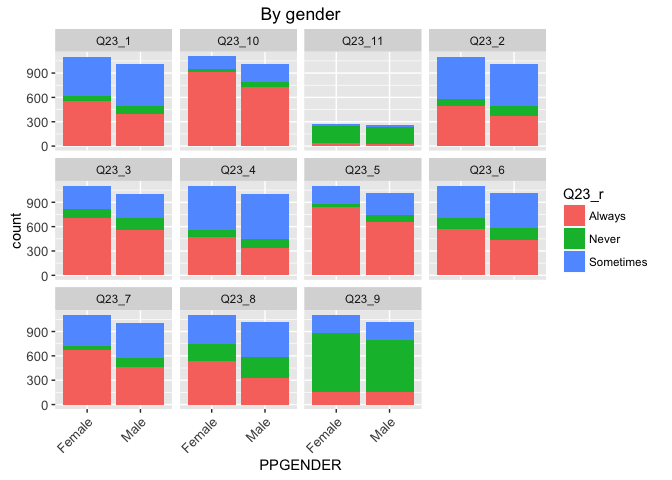 By gender
Q23_1 Q23_10 Q23_11 Q23_2
900
600
300
0
Q23_3 Q23_4 Q23_5 Q23_6
900
600
300
0
Q23_7 Q23_8 Q23_9
900
600
300
0
count
Female Male Female Male Female Male
PPGENDER
Q23_r
Always
Never
Sometimes